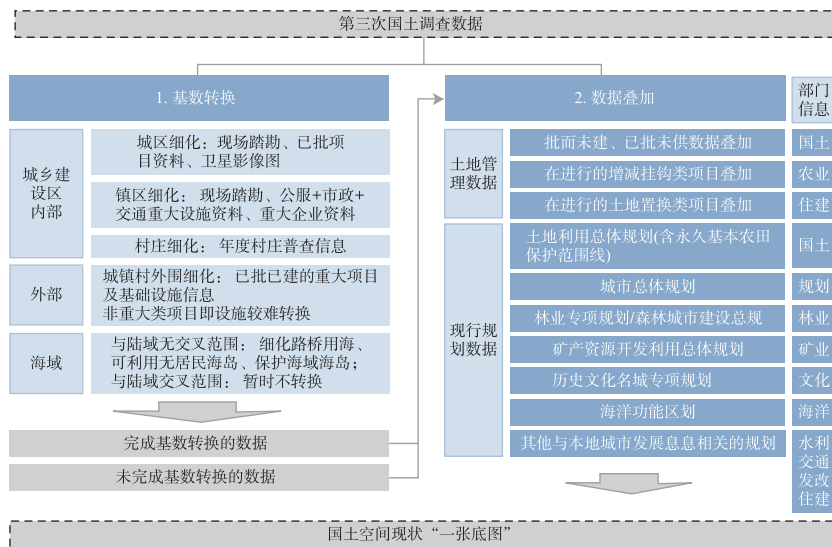 第三次国土调查数据
1. 基数转换
城乡建
设区
内部
城区细化：现场踏勘、已批项
目资料、卫星影像图
镇区细化：现场踏勘、公服+市政+
交通重大设施资料、重大企业资料
村庄细化：年度村庄普查信息
外部
城镇村外围细化：已批已建的重大项目
及基础设施信息
非重大类项目即设施较难转换
海域
与陆域无交叉范围：细化路桥用海、
可利用无居民海岛、保护海域海岛；
与陆域交叉范围：暂时不转换
完成基数转换的数据
未完成基数转换的数据
2. 数据叠加
部门
信息
土地管
理数据
批而未建、已批未供数据叠加
国土
在进行的增减挂钩类项目叠加
农业
在进行的土地置换类项目叠加
住建
现行规
划数据
土地利用总体规划(含永久基本农田
保护范围线)
国土
城市总体规划
规划
林业专项规划/森林城市建设总规
林业
矿产资源开发利用总体规划
矿业
历史文化名城专项规划
文化
海洋功能区划
海洋
其他与本地城市发展息息相关的规划
水利
交通
发改
住建
国土空间现状“一张底图”